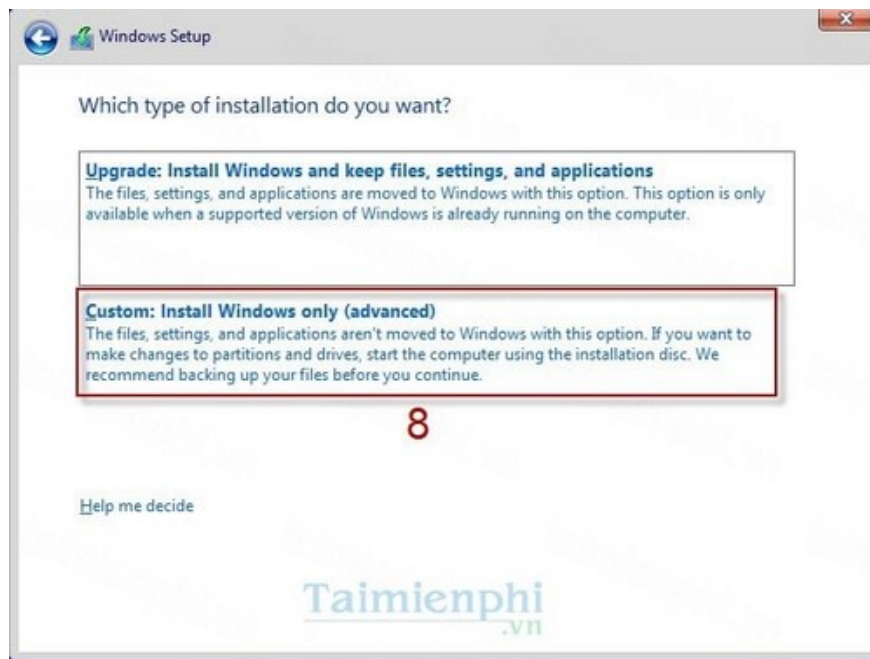 Windows Setup
Which type of installation do you want?
Upgrade: Install Windows and keep files, settings, and applications
The files, settings, and applications are moved to Windows with this option. This option is only
available when a supported version of Windows is already running on the computer.
Custom: Install Windows only (advanced)
The files, settings, and applications aren't moved to Windows with this option. If you want to
make changes to partitions and drives, start the computer using the installation disc. We
recommend backing up your files before you continue.
8
Help me decide
Taimienphi
.vn